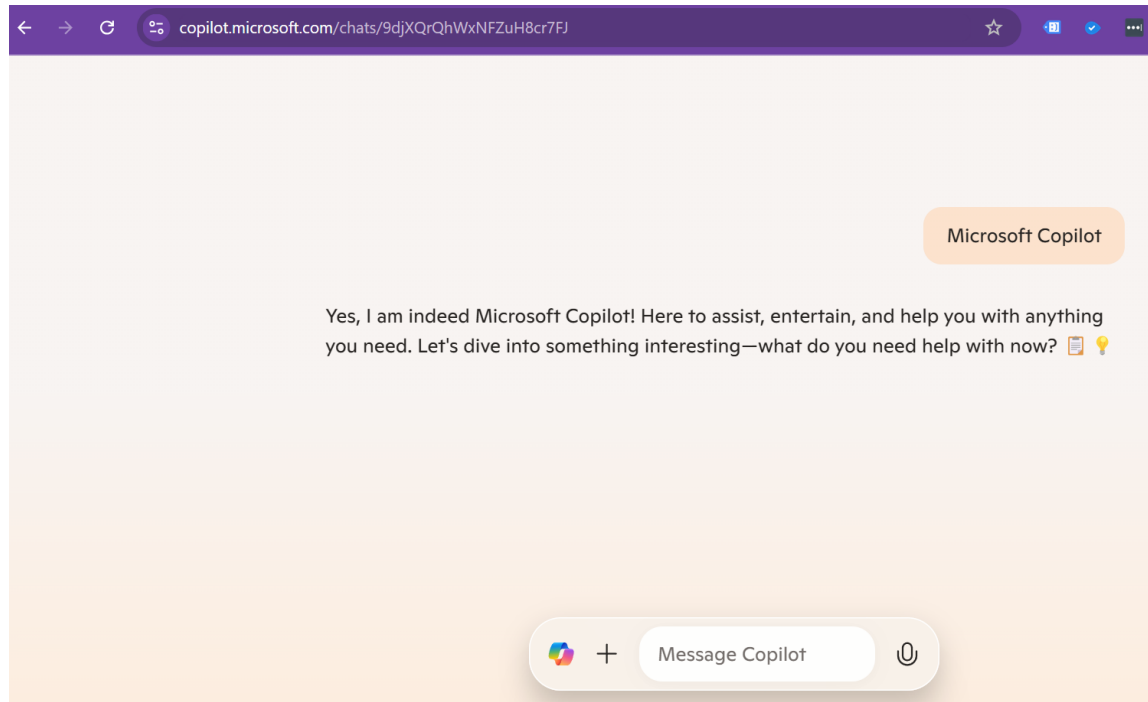 copilot.microsoft.com/chats/9djXQrQhWxNFZuH8cr7FJ
Microsoft Copilot
Yes, I am indeed Microsoft Copilot! Here to assist, entertain, and help you with anything
you need. Let's dive into something interesting—what do you need help with now? 📋 💡
Message Copilot